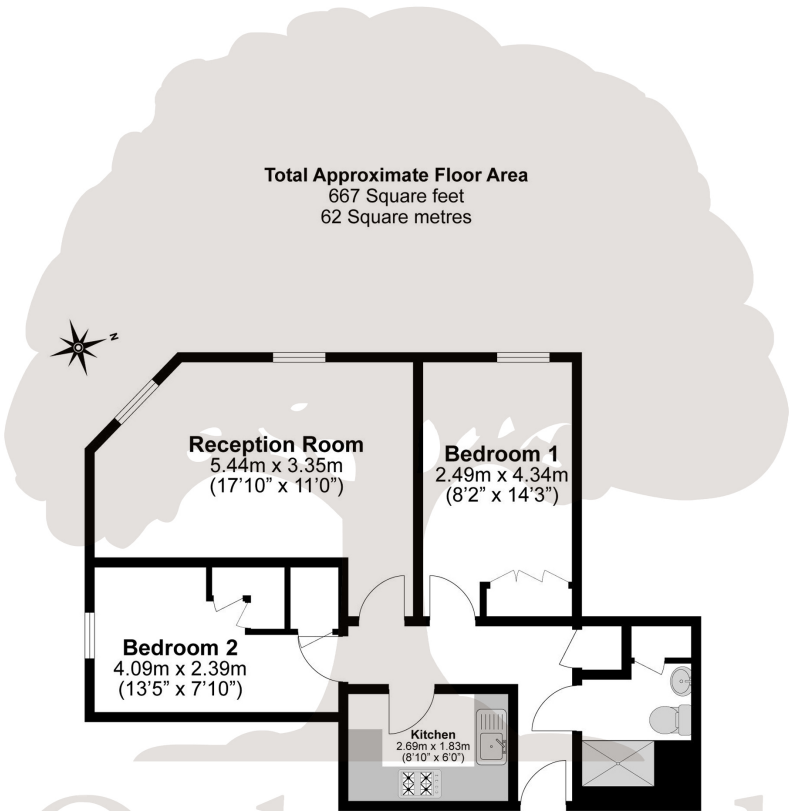 Total Approximate Floor Area
667 Square feet
62 Square metres
N
Reception Room
5.44m x 3.35m
(17'10” x 11'0”)
Bedroom 1
2.49m x 4.34m
(8'2” x 14'3”)
Bedroom 2
4.09m x 2.39m
(13'5” x 7'10”)
Kitchen
2.69m x 1.83m
(8'10” x 6'0”)